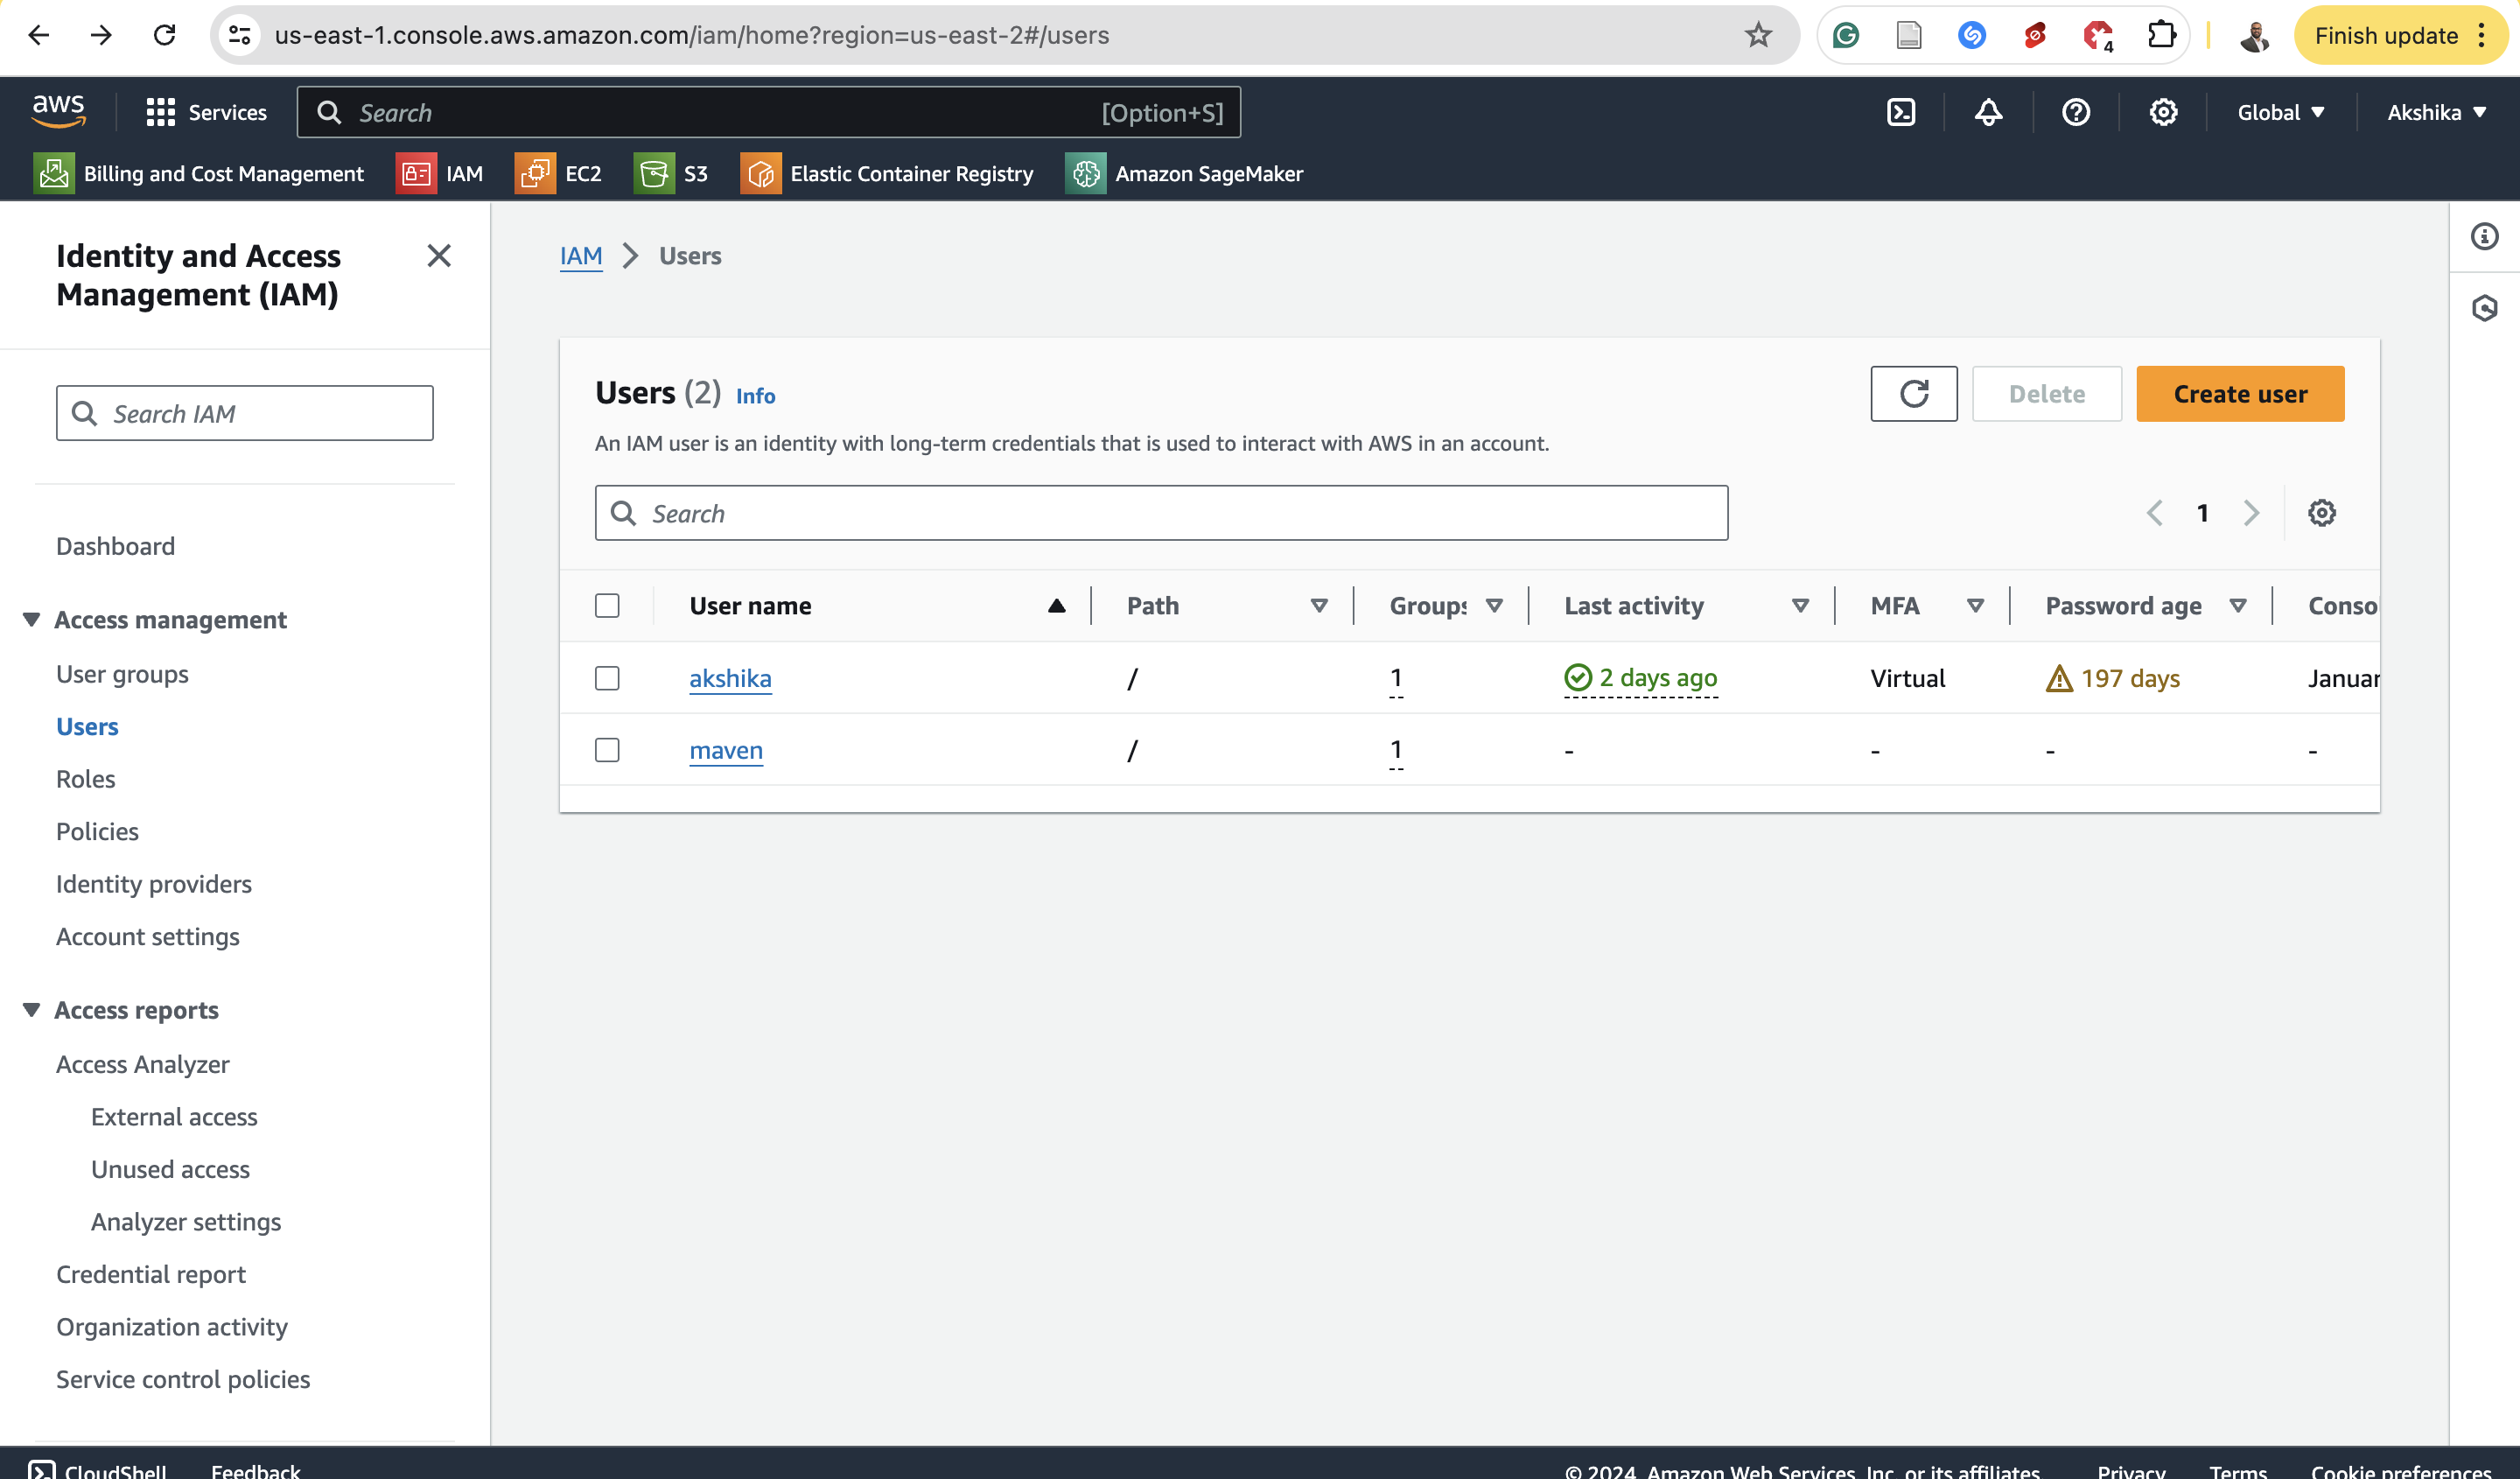 us-east-1.console.aws.amazon.com/iam/home?region=us-east-2#/users
4
Finish update
aws
Services
Search
[Option+S]
Global
Akshika
Billing and Cost Management
IAM
EC2
S3
Elastic Container Registry
Amazon SageMaker
Identity and Access
Management (IAM)
Search IAM
Dashboard
Access management
User groups
Users
Roles
Policies
Identity providers
Account settings
Access reports
Access Analyzer
External access
Unused access
Analyzer settings
Credential report
Organization activity
Service control policies
IAM > Users
Users (2) Info
Delete
Create user
An IAM user is an identity with long-term credentials that is used to interact with AWS in an account.
Search
1
User name Path Groups Last activity MFA Password age Conso
akshika / 1 2 days ago Virtual 197 days Januar
maven / 1 - - - -
CloudShell Feedback © 2024, Amazon Web Services, Inc. or its affiliates. Privacy Terms Cookie preferences